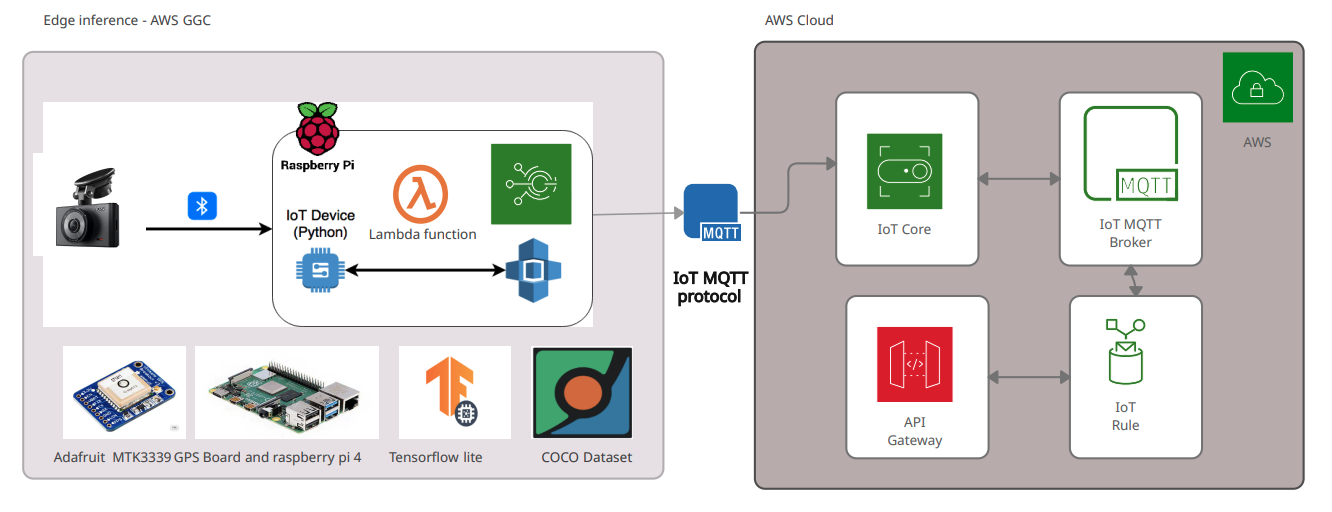 Edge inference - AWS GGC
AWS Cloud
Raspberry Pi
IoT Device
(Python)
Lambda function
MQTT
IoT MQTT
protocol
IoT Core
MQTT
IoT MQTT
Broker
AWS
API
Gateway
IoT
Rule
Adafruit MTK3339 GPS Board and raspberry pi 4
Tensorflow lite
COCO Dataset